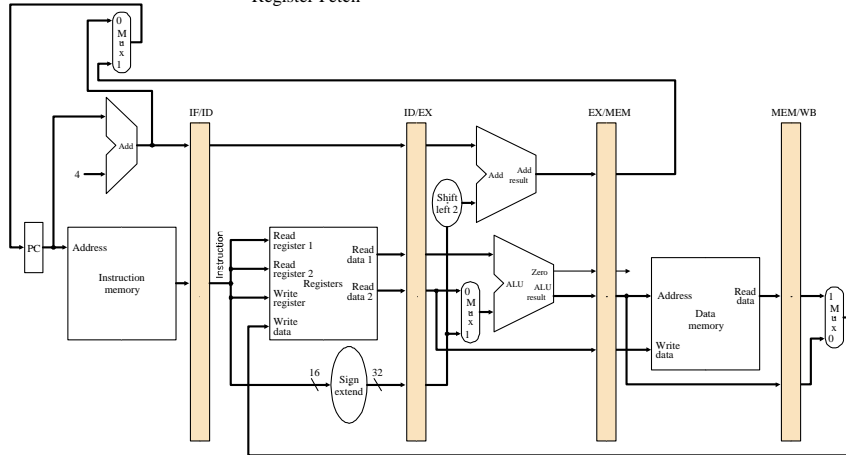 Register Fetch
0
M
u
x
1
IF/ID
ID/EX
EX/MEM
MEM/WB
Add
4
Add
Add
result
Shift
left 2
PC
Address
Instruction
memory
Instruction
Read
register 1
Read
register 2
Registers
Write
register
Write
data
Read
data 1
Read
data 2
0
M
u
x
1
Zero
ALU
ALU
result
Address
Read
data
Data
memory
Write
data
1
M
u
x
0
16
Sign
extend
32